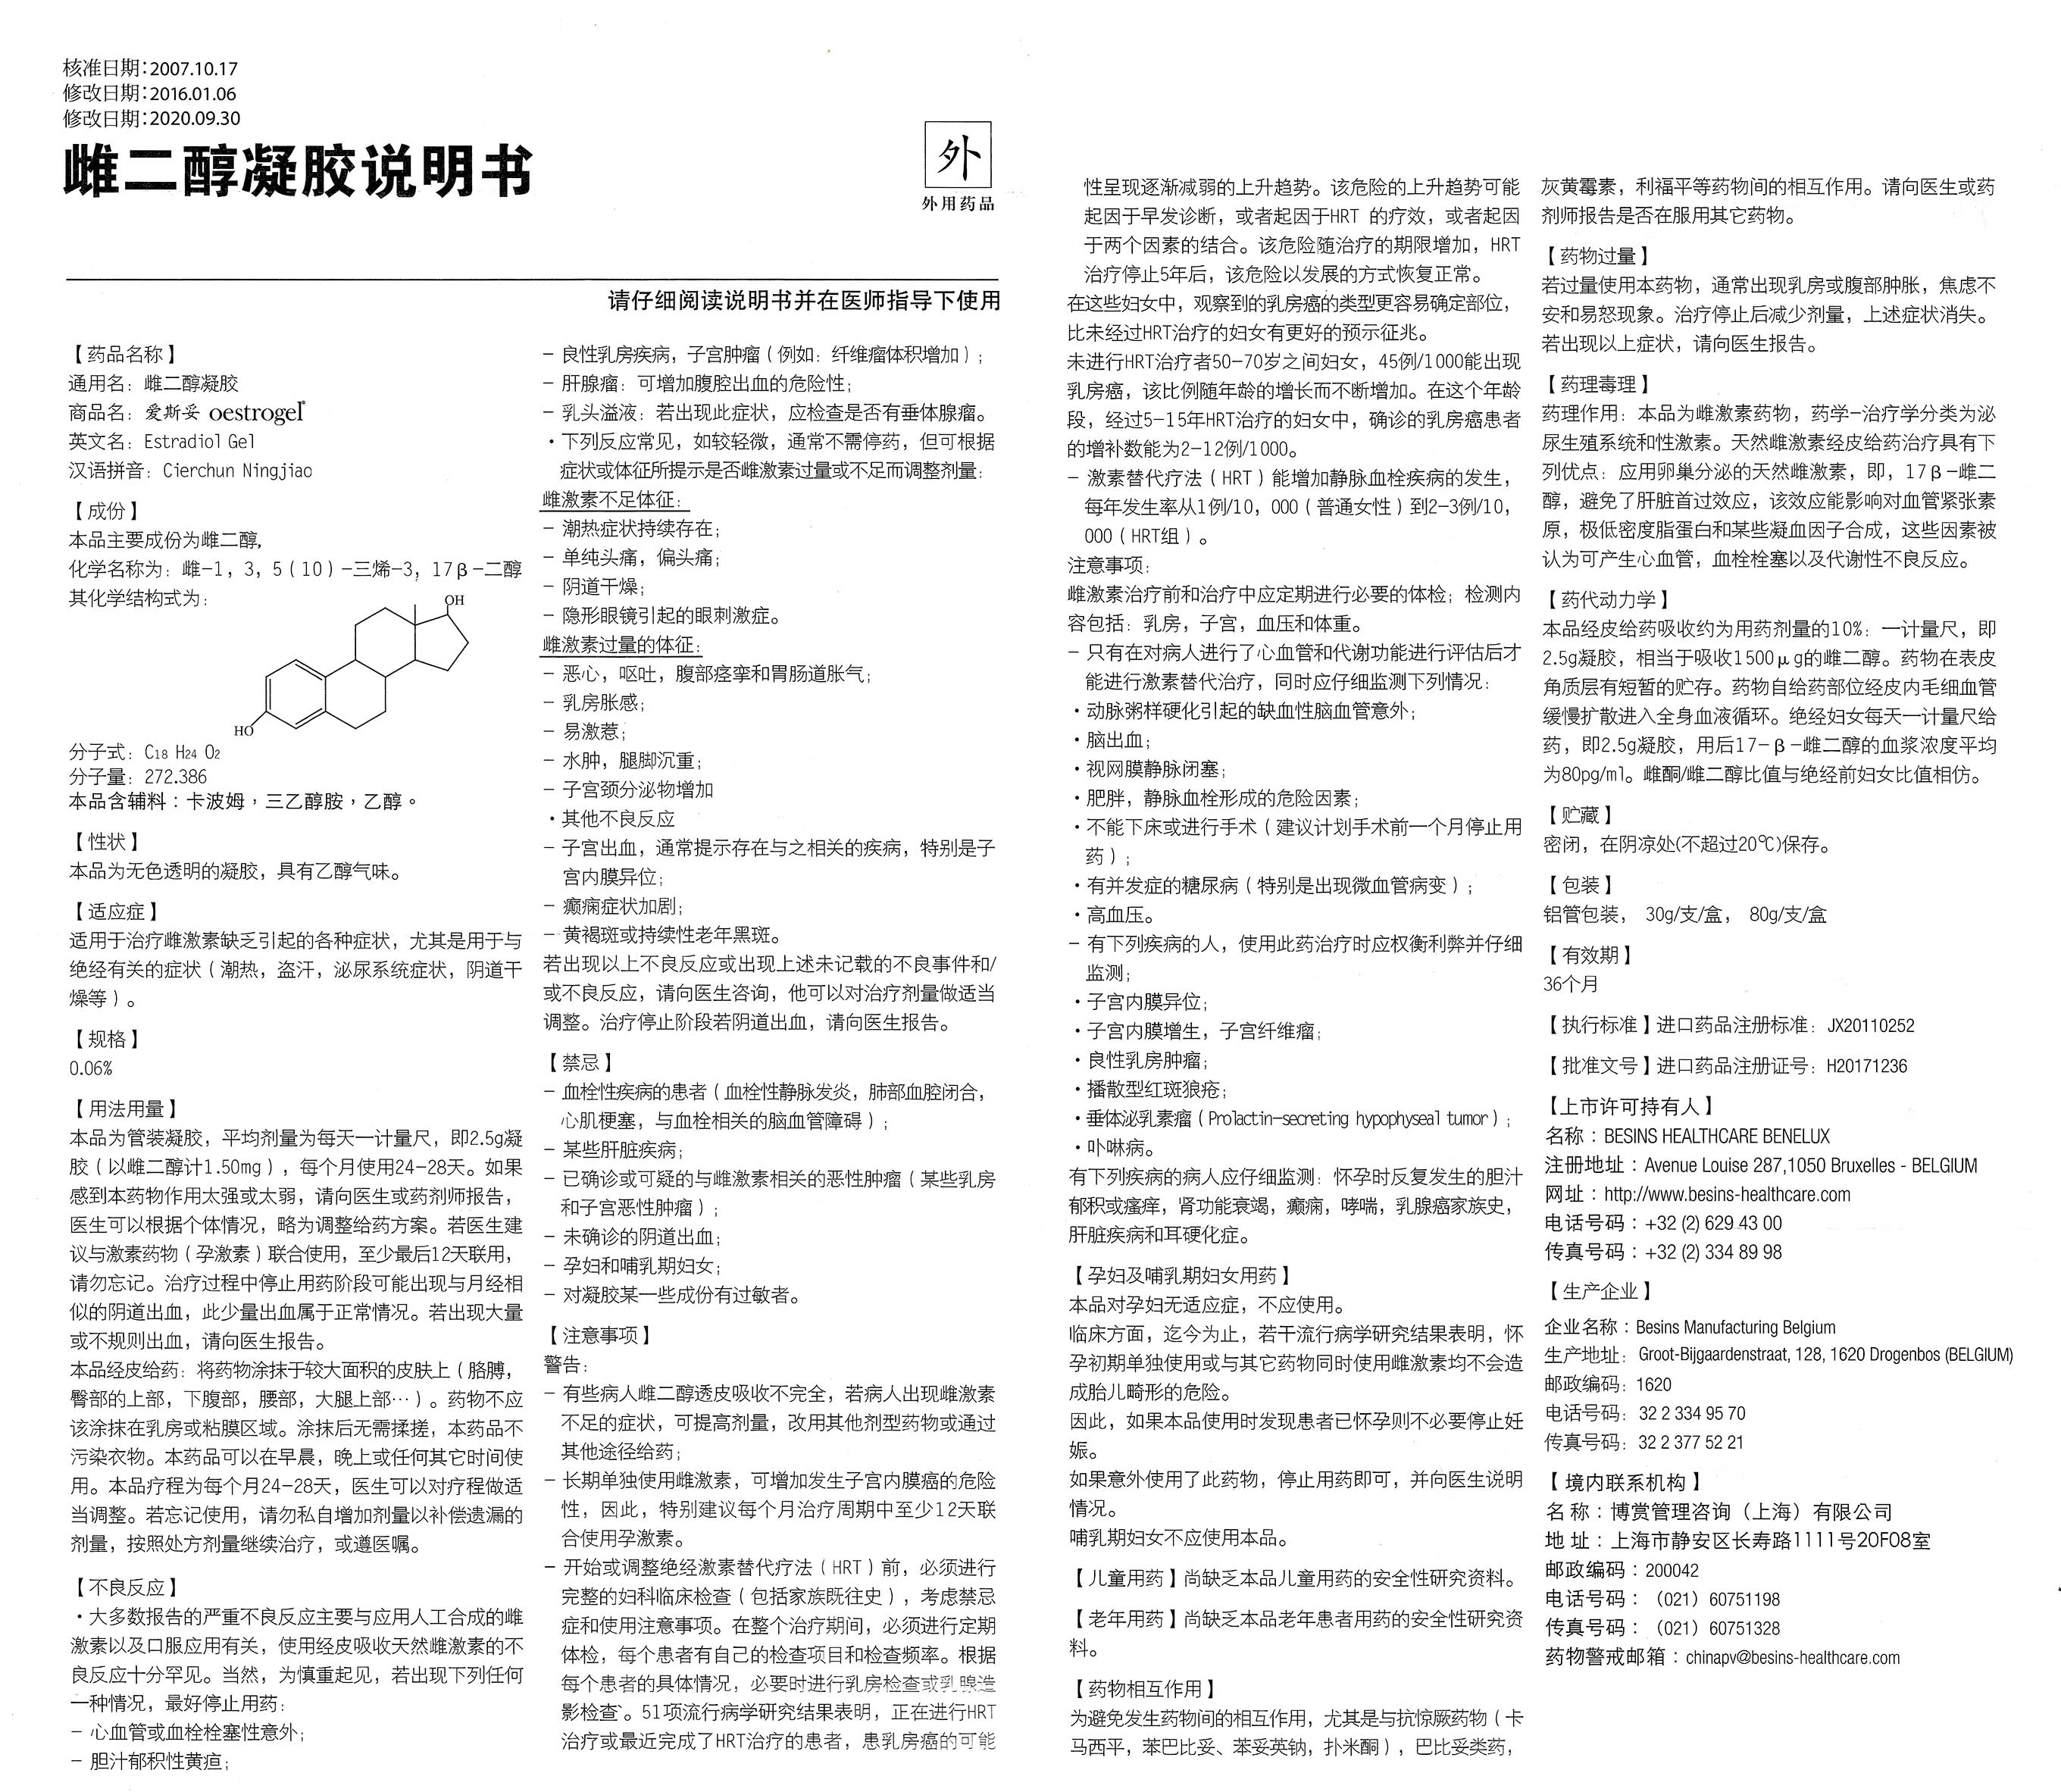 核准日期:2007.10.17
修改日期:2016.01.06
修改日期:2020.09.30
雌二醇凝胶说明书
外
外用药品
请仔细阅读说明书并在医师指导下使用
【药品名称】
通用名：雌二醇凝胶
商品名：爱斯妥 oestrogel®
英文名：Estradiol Gel
汉语拼音：Cierchun Ningjiao
【成份】
本品主要成份为雌二醇,
化学名称为：雌-1，3，5（10）-三烯-3，17β-二醇
其化学结构式为:
OH
HO
分子式：C18 H24 O2
分子量：272.386
本品含辅料：卡波姆，三乙醇胺，乙醇。
【性状】
本品为无色透明的凝胶，具有乙醇气味。
【适应症】
适用于治疗雌激素缺乏引起的各种症状，尤其是用于与
绝经有关的症状（潮热，盗汗，泌尿系统症状，阴道干
燥等）。
【规格】
0.06%
【用法用量】
本品为管装凝胶，平均剂量为每天一计量尺，即2.5g凝
胶（以雌二醇计1.50mg），每个月使用24-28天。如果
感到本药物作用太强或太弱，请向医生或药剂师报告，
医生可以根据个体情况，略为调整给药方案。若医生建
议与激素药物（孕激素）联合使用，至少最后12天联用，
请勿忘记。治疗过程中停止用药阶段可能出现与月经相
似的阴道出血，此少量出血属于正常情况。若出现大量
或不规则出血，请向医生报告。
本品经皮给药：将药物涂抹于较大面积的皮肤上（胳膊，
臀部的上部，下腹部，腰部，大腿上部…）。药物不应
该涂抹在乳房或粘膜区域。涂抹后无需揉搓，本药品不
污染衣物。本药品可以在早晨，晚上或任何其它时间使
用。本品疗程为每个月24-28天，医生可以对疗程做适
当调整。若忘记使用，请勿私自增加剂量以补偿遗漏的
剂量，按照处方剂量继续治疗，或遵医嘱。
【不良反应】
・大多数报告的严重不良反应主要与应用人工合成的雌
激素以及口服应用有关，使用经皮吸收天然雌激素的不
良反应十分罕见。当然，为慎重起见，若出现下列任何
一种情况，最好停止用药:
- 心血管或血栓栓塞性意外;
- 胆汁郁积性黄疸;
- 良性乳房疾病，子宫肿瘤（例如：纤维瘤体积增加）;
- 肝腺瘤：可增加腹腔出血的危险性;
- 乳头溢液：若出现此症状，应检查是否有垂体腺瘤。
・下列反应常见，如较轻微，通常不需停药，但可根据
症状或体征所提示是否雌激素过量或不足而调整剂量:
雌激素不足体征:
- 潮热症状持续存在;
- 单纯头痛，偏头痛;
- 阴道干燥;
- 隐形眼镜引起的眼刺激症。
雌激素过量的体征:
- 恶心，呕吐，腹部痉挛和胃肠道胀气;
- 乳房胀感;
- 易激惹;
- 水肿，腿脚沉重;
- 子宫颈分泌物增加
・其他不良反应
- 子宫出血，通常提示存在与之相关的疾病，特别是子
宫内膜异位;
- 癫痫症状加剧;
- 黄褐斑或持续性老年黑斑。
若出现以上不良反应或出现上述未记载的不良事件和/
或不良反应，请向医生咨询，他可以对治疗剂量做适当
调整。治疗停止阶段若阴道出血，请向医生报告。
【禁忌】
- 血栓性疾病的患者（血栓性静脉发炎，肺部血腔闭合，
心肌梗塞，与血栓相关的脑血管障碍）;
- 某些肝脏疾病;
- 已确诊或可疑的与雌激素相关的恶性肿瘤（某些乳房
和子宫恶性肿瘤）;
- 未确诊的阴道出血;
- 孕妇和哺乳期妇女;
- 对凝胶某一些成份有过敏者。
【注意事项】
警告:
- 有些病人雌二醇透皮吸收不完全，若病人出现雌激素
不足的症状，可提高剂量，改用其他剂型药物或通过
其他途径给药;
- 长期单独使用雌激素，可增加发生子宫内膜癌的危险
性，因此，特别建议每个月治疗周期中至少12天联
合使用孕激素。
- 开始或调整绝经激素替代疗法（HRT）前，必须进行
完整的妇科临床检查（包括家族既往史），考虑禁忌
症和使用注意事项。在整个治疗期间，必须进行定期
体检，每个患者有自己的检查项目和检查频率。根据
每个患者的具体情况，必要时进行乳房检查或乳腺造
影检查。51项流行病学研究结果表明，正在进行HRT
治疗或最近完成了HRT治疗的患者，患乳房癌的可能
性呈现逐渐减弱的上升趋势。该危险的上升趋势可能
起因于早发诊断，或者起因于HRT 的疗效，或者起因
于两个因素的结合。该危险随治疗的期限增加，HRT
治疗停止5年后，该危险以发展的方式恢复正常。
在这些妇女中，观察到的乳房癌的类型更容易确定部位，
比未经过HRT治疗的妇女有更好的预示征兆。
未进行HRT治疗者50-70岁之间妇女，45例/1000能出现
乳房癌，该比例随年龄的增长而不断增加。在这个年龄
段，经过5-15年HRT治疗的妇女中，确诊的乳房癌患者
的增补数能为2-12例/1000。
- 激素替代疗法（HRT）能增加静脉血栓疾病的发生，
每年发生率从1例/10，000（普通女性）到2-3例/10，
000（HRT组）。
注意事项:
雌激素治疗前和治疗中应定期进行必要的体检；检测内
容包括：乳房，子宫，血压和体重。
- 只有在对病人进行了心血管和代谢功能进行评估后才
能进行激素替代治疗，同时应仔细监测下列情况:
・动脉粥样硬化引起的缺血性脑血管意外;
・脑出血;
・视网膜静脉闭塞;
・肥胖，静脉血栓形成的危险因素;
・不能下床或进行手术（建议计划手术前一个月停止用
药）;
・有并发症的糖尿病（特别是出现微血管病变）;
・高血压。
- 有下列疾病的人，使用此药治疗时应权衡利弊并仔细
监测;
・子宫内膜异位;
・子宫内膜增生，子宫纤维瘤;
・良性乳房肿瘤;
・播散型红斑狼疮;
・垂体泌乳素瘤（Prolactin-secreting hypophyseal tumor）;
・卟啉病。
有下列疾病的病人应仔细监测：怀孕时反复发生的胆汁
郁积或瘙痒，肾功能衰竭，癫痫，哮喘，乳腺癌家族史，
肝脏疾病和耳硬化症。
【孕妇及哺乳期妇女用药】
本品对孕妇无适应症，不应使用。
临床方面，迄今为止，若干流行病学研究结果表明，怀
孕初期单独使用或与其它药物同时使用雌激素均不会造
成胎儿畸形的危险。
因此，如果本品使用时发现患者已怀孕则不必要停止妊
娠。
如果意外使用了此药物，停止用药即可，并向医生说明
情况。
哺乳期妇女不应使用本品。
【儿童用药】尚缺乏本品儿童用药的安全性研究资料。
【老年用药】尚缺乏本品老年患者用药的安全性研究资
料。
【药物相互作用】
为避免发生药物间的相互作用，尤其是与抗惊厥药物（卡
马西平，苯巴比妥、苯妥英钠，扑米酮），巴比妥类药，
灰黄霉素，利福平等药物间的相互作用。请向医生或药
剂师报告是否在服用其它药物。
【药物过量】
若过量使用本药物，通常出现乳房或腹部肿胀，焦虑不
安和易怒现象。治疗停止后减少剂量，上述症状消失。
若出现以上症状，请向医生报告。
【药理毒理】
药理作用：本品为雌激素药物，药学-治疗学分类为泌
尿生殖系统和性激素。天然雌激素经皮给药治疗具有下
列优点：应用卵巢分泌的天然雌激素，即，17β-雌二
醇，避免了肝脏首过效应，该效应能影响对血管紧张素
原，极低密度脂蛋白和某些凝血因子合成，这些因素被
认为可产生心血管，血栓栓塞以及代谢性不良反应。
【药代动力学】
本品经皮给药吸收约为用药剂量的10%：一计量尺，即
2.5g凝胶，相当于吸收1500μg的雌二醇。药物在表皮
角质层有短暂的贮存。药物自给药部位经皮内毛细血管
缓慢扩散进入全身血液循环。绝经妇女每天一计量尺给
药，即2.5g凝胶，用后17-β-雌二醇的血浆浓度平均
为80pg/ml。雌酮/雌二醇比值与绝经前妇女比值相仿。
【贮藏】
密闭，在阴凉处(不超过20℃)保存。
【包装】
铝管包装， 30g/支/盒， 80g/支/盒
【有效期】
36个月
【执行标准】进口药品注册标准：JX20110252
【批准文号】进口药品注册证号：H20171236
【上市许可持有人】
名称：BESINS HEALTHCARE BENELUX
注册地址：Avenue Louise 287,1050 Bruxelles - BELGIUM
网址：http://www.besins-healthcare.com
电话号码：+32 (2) 629 43 00
传真号码：+32 (2) 334 89 98
【生产企业】
企业名称：Besins Manufacturing Belgium
生产地址：Groot-Bijgaardenstraat, 128, 1620 Drogenbos (BELGIUM)
邮政编码：1620
电话号码：32 2 334 95 70
传真号码：32 2 377 52 21
【境内联系机构】
名 称：博赏管理咨询（上海）有限公司
地 址：上海市静安区长寿路1111号20F08室
邮政编码：200042
电话号码：（021）60751198
传真号码：（021）60751328
药物警戒邮箱：chinapv@besins-healthcare.com